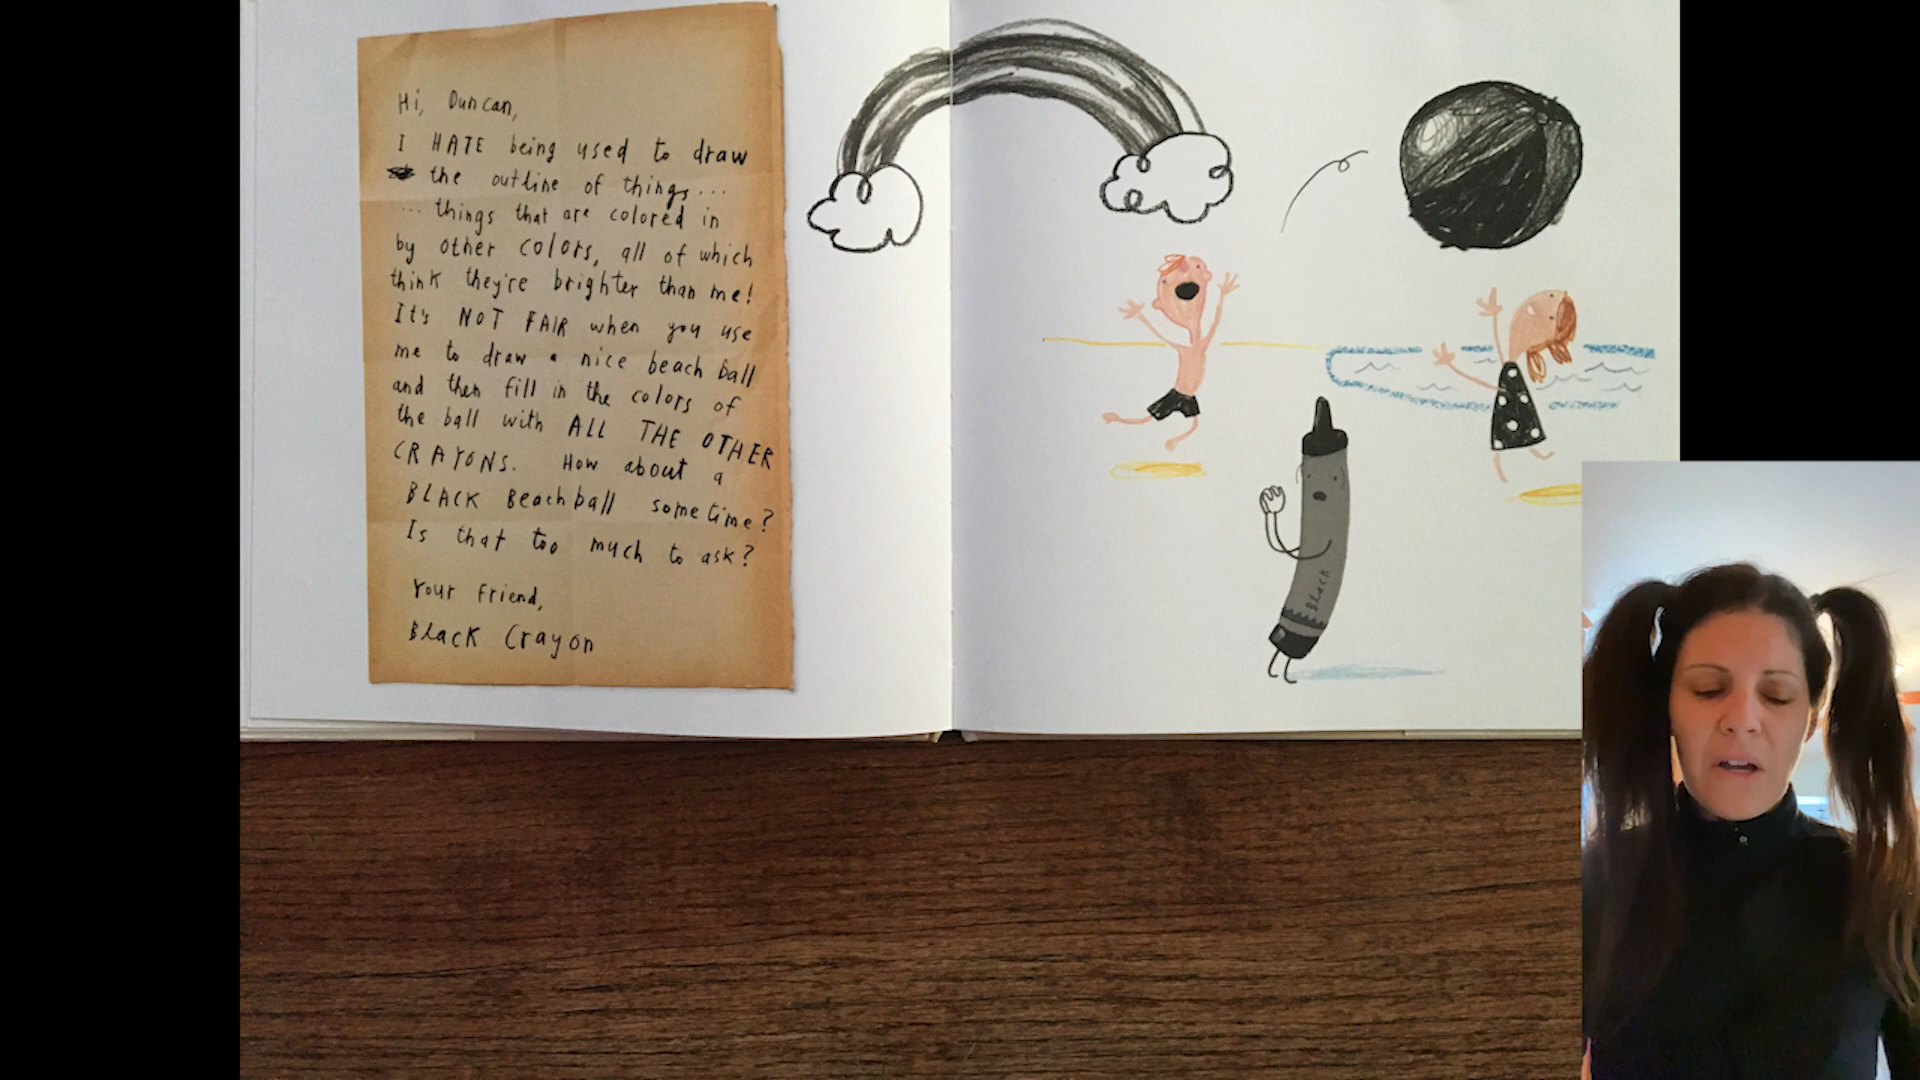 Hi, Duncan,
I HATE being used to draw
the outline of things...
...things that are colored in
by other colors, all of which
think they're brighter than me!
It's NOT FAIR when you use
me to draw a nice beach ball
and then fill in the colors of
the ball with ALL THE OTHER
CRAYONS. How about a
BLACK Beach ball sometime?
Is that too much to ask?
Your friend,
Black Crayon
Black